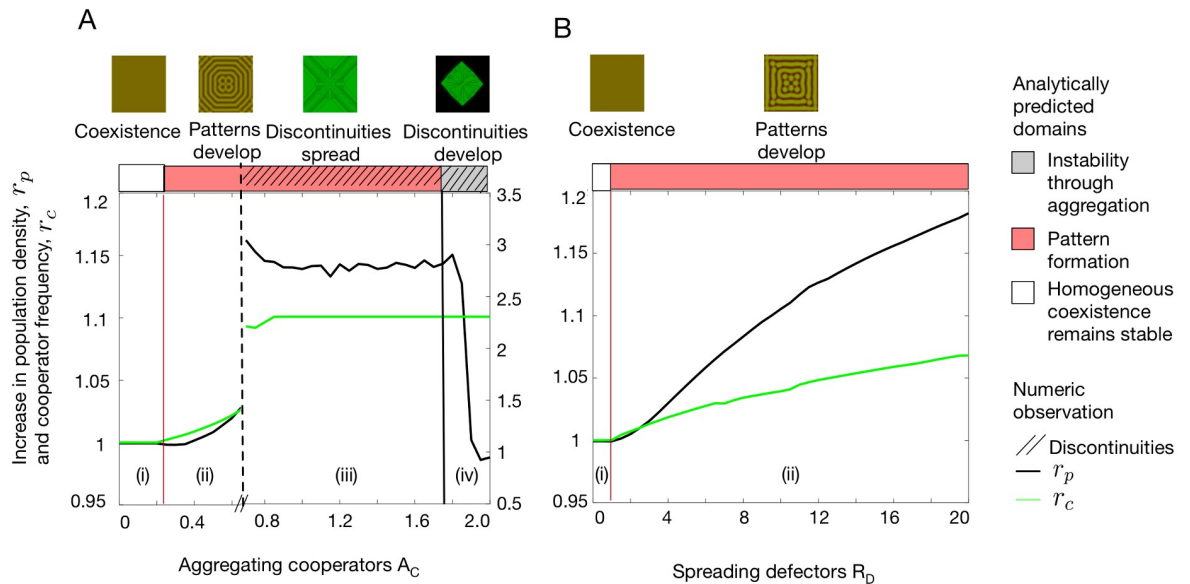 A
B
Coexistence
Patterns
develop
Discontinuities
spread
Discontinuities
develop
Coexistence
Patterns
develop
Increase in population density, r_p
and cooperator frequency, r_c
1.2
1.15
1.1
1.05
1
0.95
3.5
3
2.5
2
1.5
1
0.5
(i)
(ii)
(iii)
(iv)
0
0.4
0.8
1.2
1.6
2.0
Aggregating cooperators A_C
1.2
1.15
1.1
1.05
1
0.95
(i)
(ii)
0
4
8
12
16
20
Spreading defectors R_D
Analytically
predicted
domains
Instability
through
aggregation
Pattern
formation
Homogeneous
coexistence
remains stable
Numeric
observation
Discontinuities
r_p
r_c